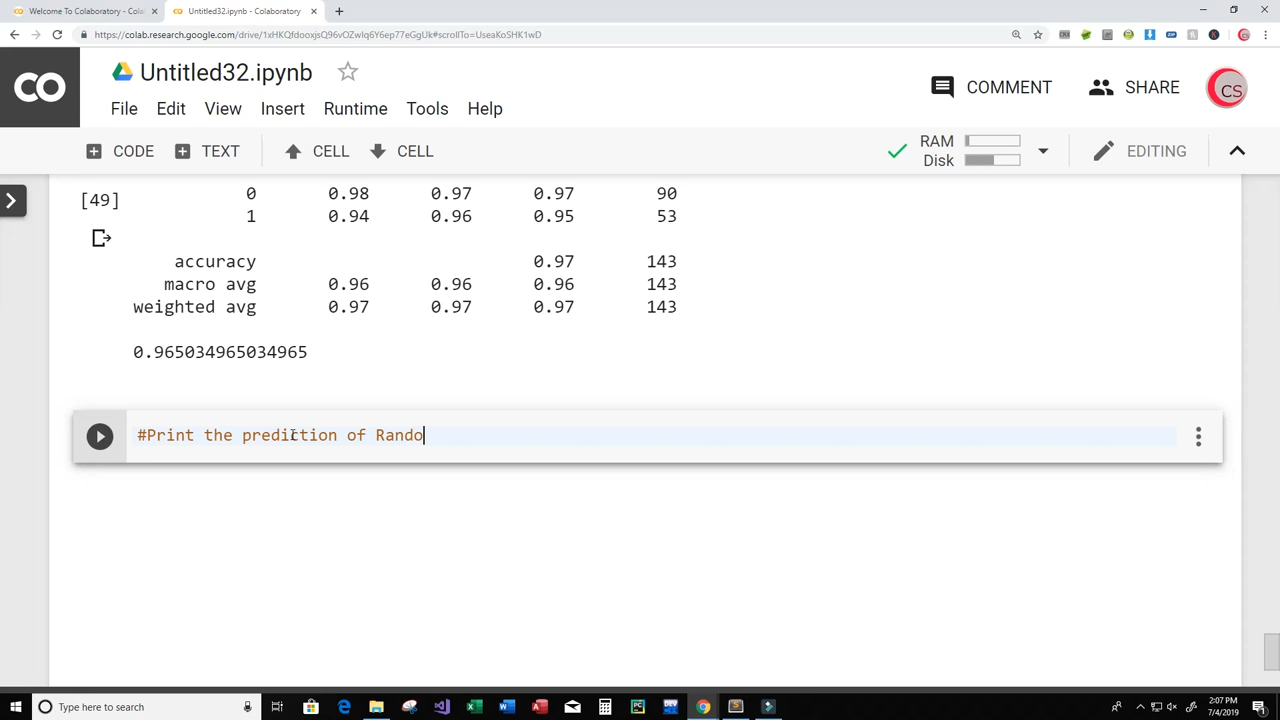 Welcome To Colaboratory - Colal
Untitled32.ipynb - Colaboratory
https://colab.research.google.com/drive/1xHKQfdooxjsQ96vOZwIq6Y6ep77eGgUk#scrollTo=UseaKoSHK1wD
CO
Untitled32.ipynb
COMMENT
SHARE
CS
File Edit View Insert Runtime Tools Help
CODE TEXT CELL CELL
RAM
Disk
EDITING
[49] 0 0.98 0.97 0.97 90
1 0.94 0.96 0.95 53
accuracy 0.97 143
macro avg 0.96 0.96 0.96 143
weighted avg 0.97 0.97 0.97 143
0.965034965034965
#Print the prediction of Rando
Type here to search
2:07 PM
7/4/2019